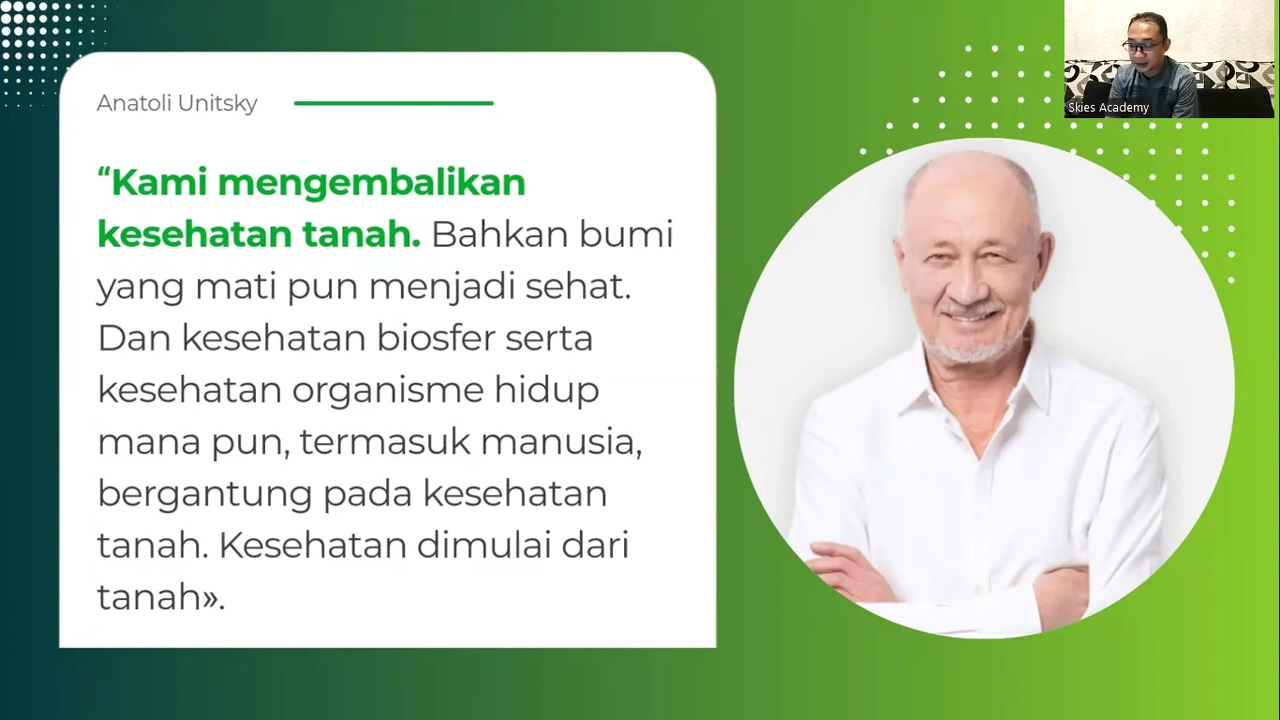 Anatoli Unitsky
“Kami mengembalikan
kesehatan tanah. Bahkan bumi
yang mati pun menjadi sehat.
Dan kesehatan biosfer serta
kesehatan organisme hidup
mana pun, termasuk manusia,
bergantung pada kesehatan
tanah. Kesehatan dimulai dari
tanah».
Skies Academy